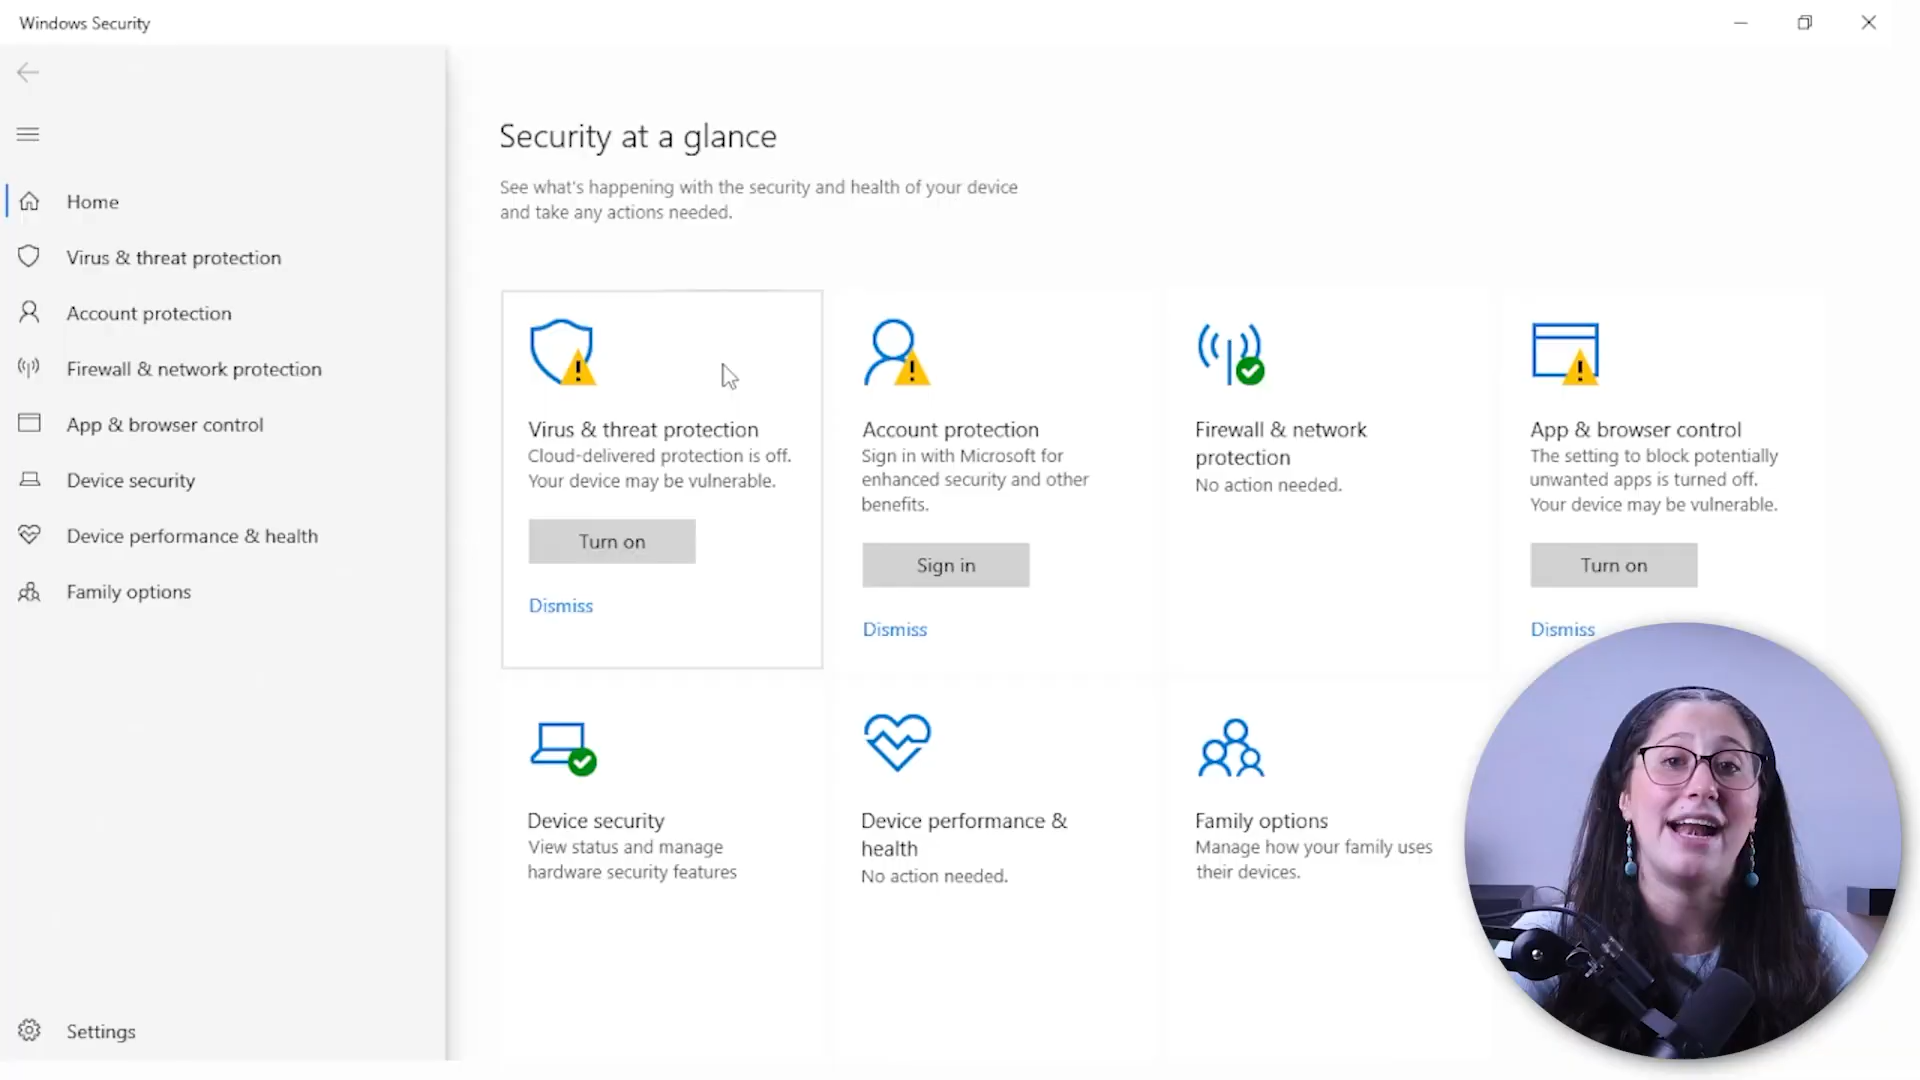 Windows Security
Home
Virus & threat protection
Account protection
Firewall & network protection
App & browser control
Device security
Device performance & health
Family options
Settings
Security at a glance
See what's happening with the security and health of your device
and take any actions needed.
Virus & threat protection
Cloud-delivered protection is off.
Your device may be vulnerable.
Turn on
Dismiss
Account protection
Sign in with Microsoft for
enhanced security and other
benefits.
Sign in
Dismiss
Firewall & network
protection
No action needed.
App & browser control
The setting to block potentially
unwanted apps is turned off.
Your device may be vulnerable.
Turn on
Dismiss
Device security
View status and manage
hardware security features
Device performance &
health
No action needed.
Family options
Manage how your family uses
their devices.